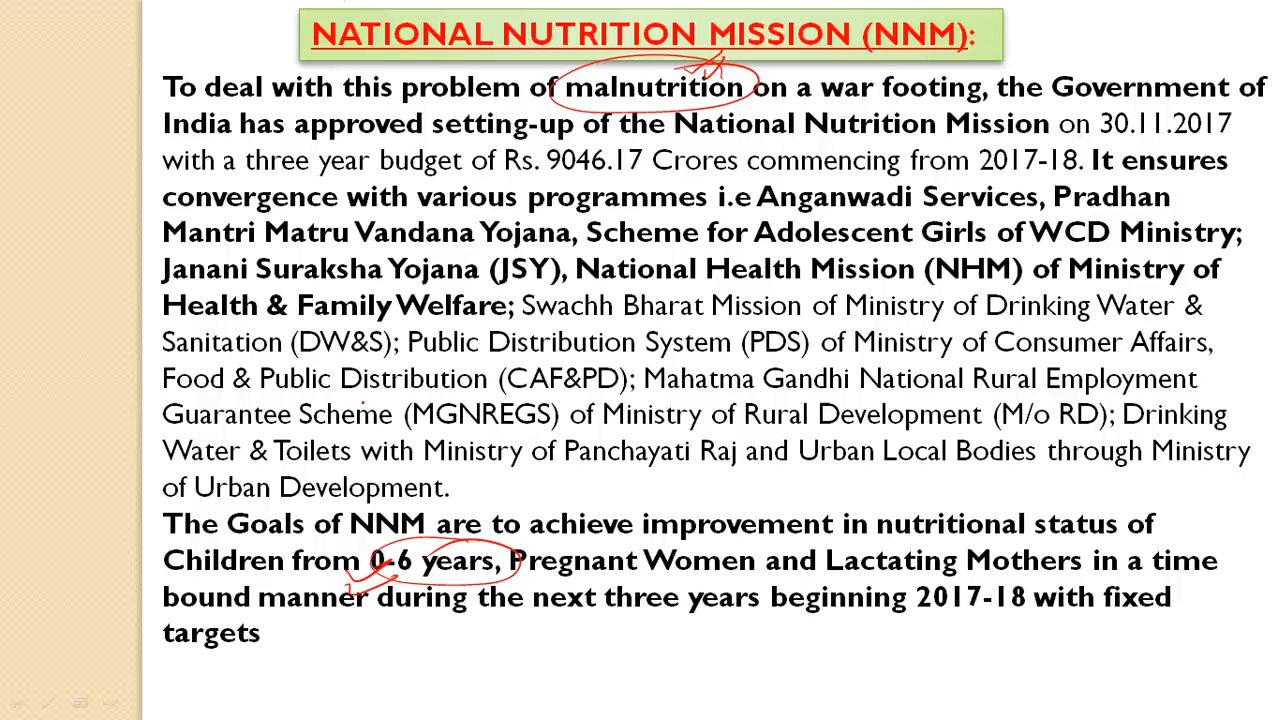 NATIONAL NUTRITION MISSION (NNM):
To deal with this problem of malnutrition on a war footing, the Government of
India has approved setting-up of the National Nutrition Mission on 30.11.2017
with a three year budget of Rs. 9046.17 Crores commencing from 2017-18. It ensures
convergence with various programmes i.e Anganwadi Services, Pradhan
Mantri Matru Vandana Yojana, Scheme for Adolescent Girls of WCD Ministry;
Janani Suraksha Yojana (JSY), National Health Mission (NHM) of Ministry of
Health & Family Welfare; Swachh Bharat Mission of Ministry of Drinking Water &
Sanitation (DW&S); Public Distribution System (PDS) of Ministry of Consumer Affairs,
Food & Public Distribution (CAF&PD); Mahatma Gandhi National Rural Employment
Guarantee Scheme (MGNREGS) of Ministry of Rural Development (M/o RD); Drinking
Water & Toilets with Ministry of Panchayati Raj and Urban Local Bodies through Ministry
of Urban Development.
The Goals of NNM are to achieve improvement in nutritional status of
Children from 0-6 years, Pregnant Women and Lactating Mothers in a time
bound manner during the next three years beginning 2017-18 with fixed
targets